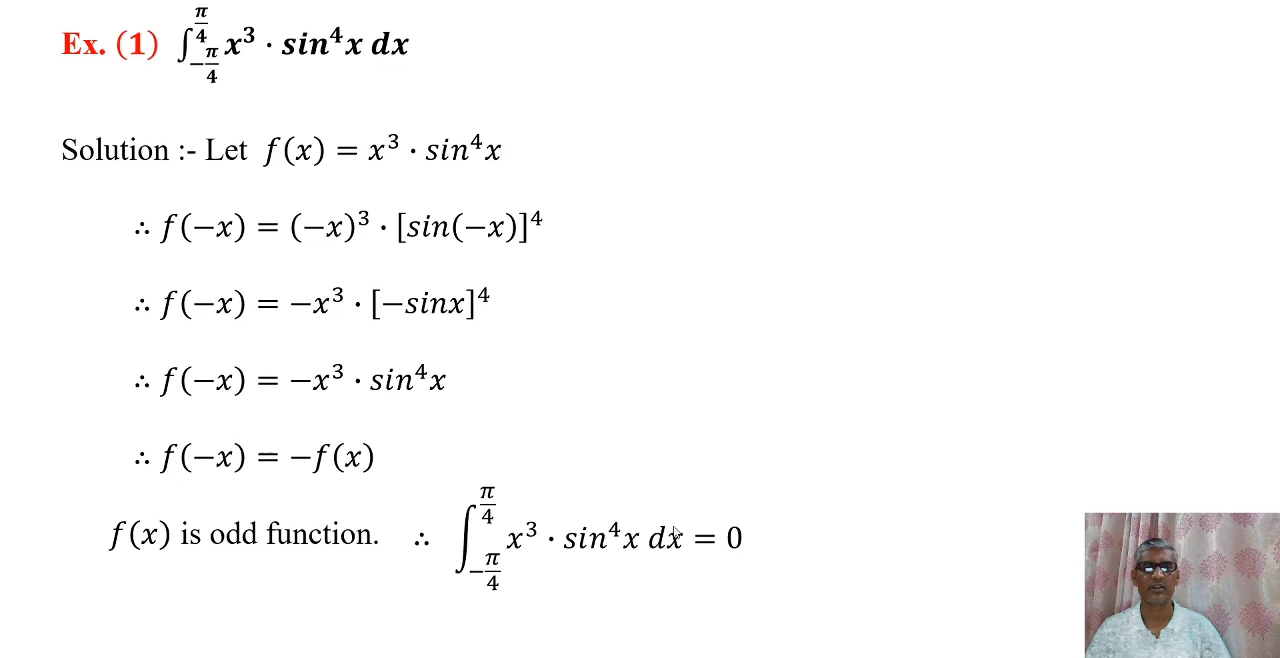 Ex. (1) ∫_{-π/4}^{π/4} x³ · sin⁴x dx
Solution :- Let f(x) = x³ · sin⁴x
∴ f(−x) = (−x)³ · [sin(−x)]⁴
∴ f(−x) = −x³ · [−sinx]⁴
∴ f(−x) = −x³ · sin⁴x
∴ f(−x) = −f(x)
f(x) is odd function. ∴ ∫_{-π/4}^{π/4} x³ · sin⁴x dx = 0